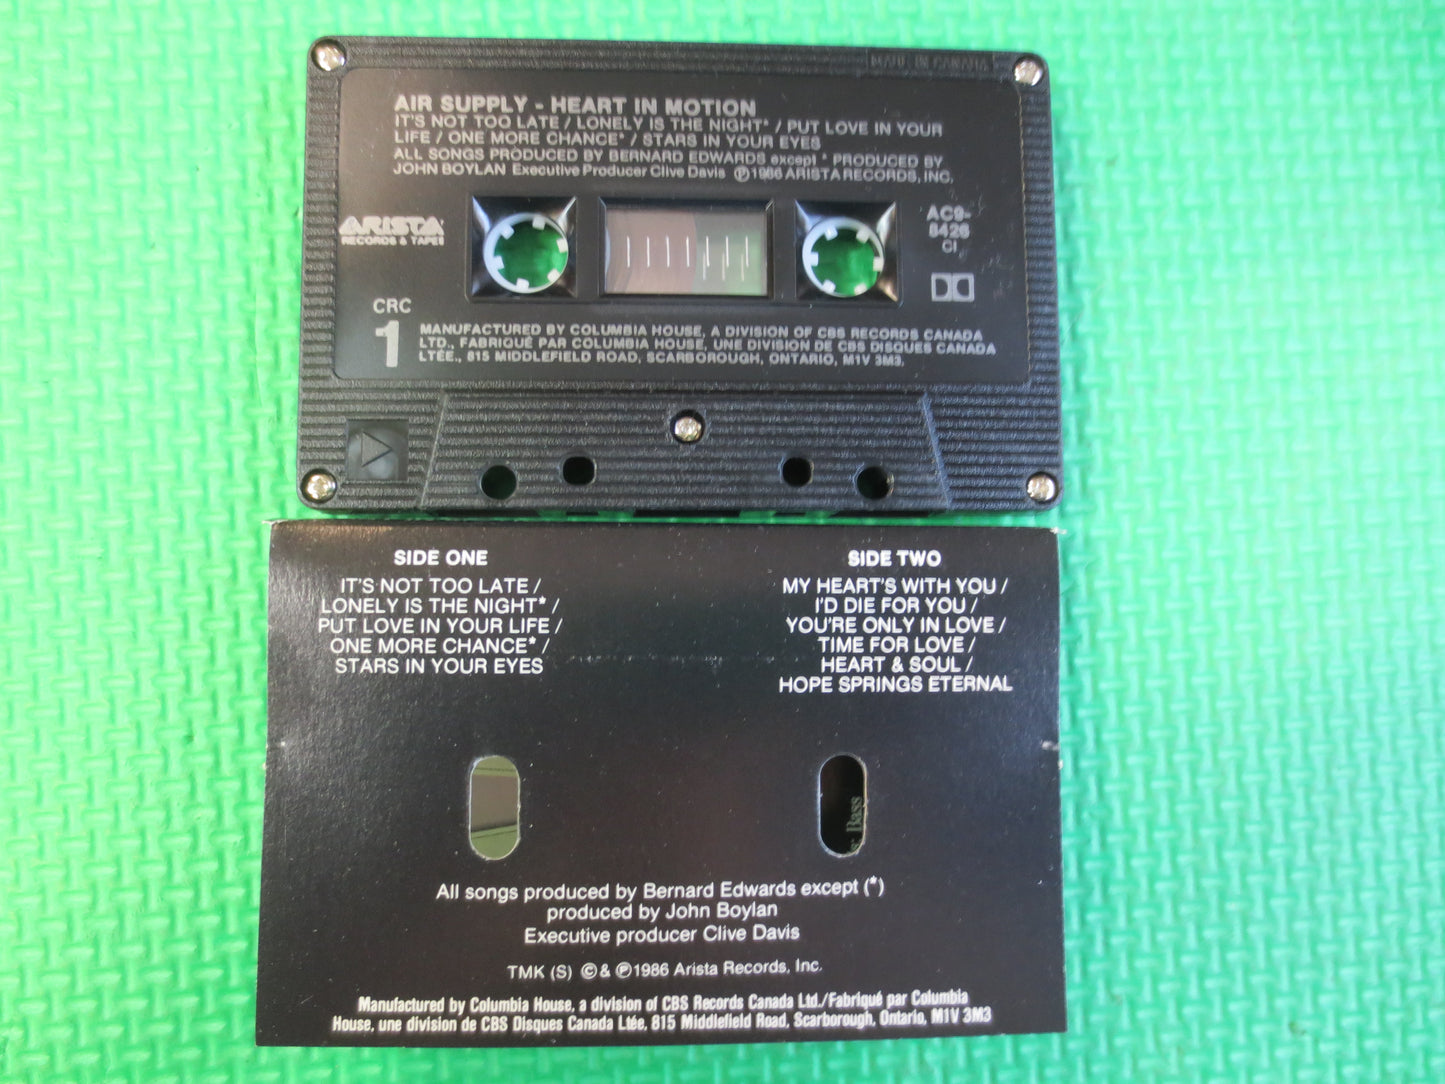 MADE IN CANADA
AIR SUPPLY - HEART IN MOTION
IT'S NOT TOO LATE / LONELY IS THE NIGHT* / PUT LOVE IN YOUR
LIFE / ONE MORE CHANCE* / STARS IN YOUR EYES
ALL SONGS PRODUCED BY BERNARD EDWARDS except * PRODUCED BY
JOHN BOYLAN Executive Producer Clive Davis ℗1986 ARISTA RECORDS, INC.
ARISTA
RECORDS & TAPES
AC9-
8426
CI
CRC
1
MANUFACTURED BY COLUMBIA HOUSE, A DIVISION OF CBS RECORDS CANADA
LTD., FABRIQUÉ PAR COLUMBIA HOUSE, UNE DIVISION DE CBS DISQUES CANADA
LTÉE., 815 MIDDLEFIELD ROAD, SCARBOROUGH, ONTARIO, M1V 3M3.
SIDE ONE
IT'S NOT TOO LATE /
LONELY IS THE NIGHT* /
PUT LOVE IN YOUR LIFE /
ONE MORE CHANCE* /
STARS IN YOUR EYES
SIDE TWO
MY HEART'S WITH YOU /
I'D DIE FOR YOU /
YOU'RE ONLY IN LOVE /
TIME FOR LOVE /
HEART & SOUL /
HOPE SPRINGS ETERNAL
Bass
All songs produced by Bernard Edwards except (*)
produced by John Boylan
Executive producer Clive Davis
TMK (S) © & ℗1986 Arista Records, Inc.
Manufactured by Columbia House, a division of CBS Records Canada Ltd./Fabriqué par Columbia
House, une division de CBS Disques Canada Ltée, 815 Middlefield Road, Scarborough, Ontario, M1V 3M3